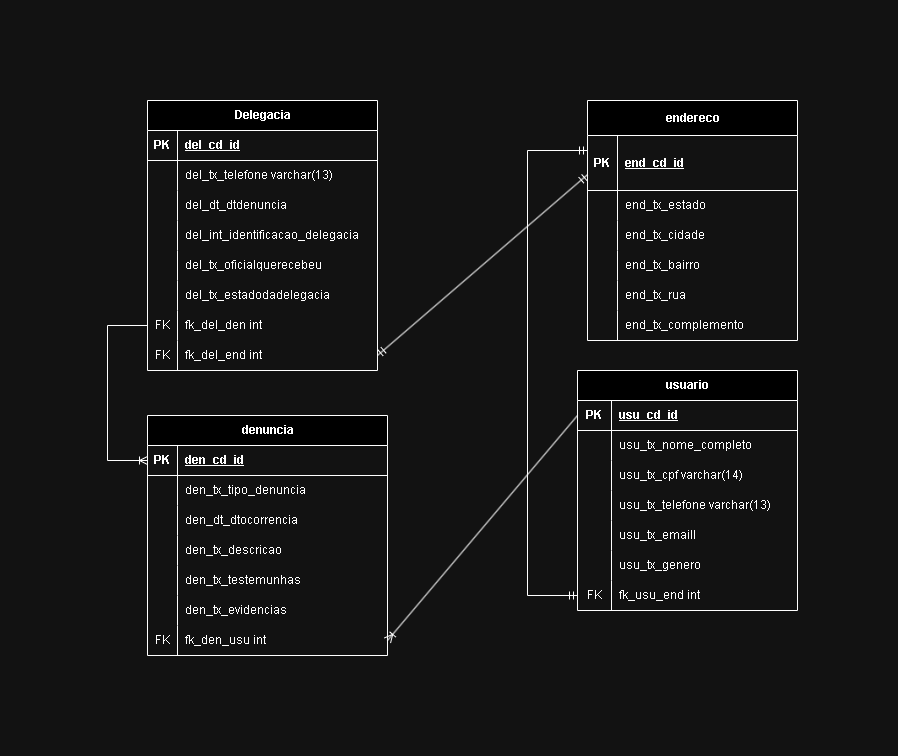 Delegacia
PK del_cd_id
del_tx_telefone varchar(13)
del_dt_dtdenuncia
del_int_identificacao_delegacia
del_tx_oficialquerecebeu
del_tx_estadodadelegacia
FK fk_del_den int
FK fk_del_end int
endereco
PK end_cd_id
end_tx_estado
end_tx_cidade
end_tx_bairro
end_tx_rua
end_tx_complemento
denuncia
PK den_cd_id
den_tx_tipo_denuncia
den_dt_dtocorrencia
den_tx_descricao
den_tx_testemunhas
den_tx_evidencias
FK fk_den_usu int
usuario
PK usu_cd_id
usu_tx_nome_completo
usu_tx_cpf varchar(14)
usu_tx_telefone varchar(13)
usu_tx_emaill
usu_tx_genero
FK fk_usu_end int